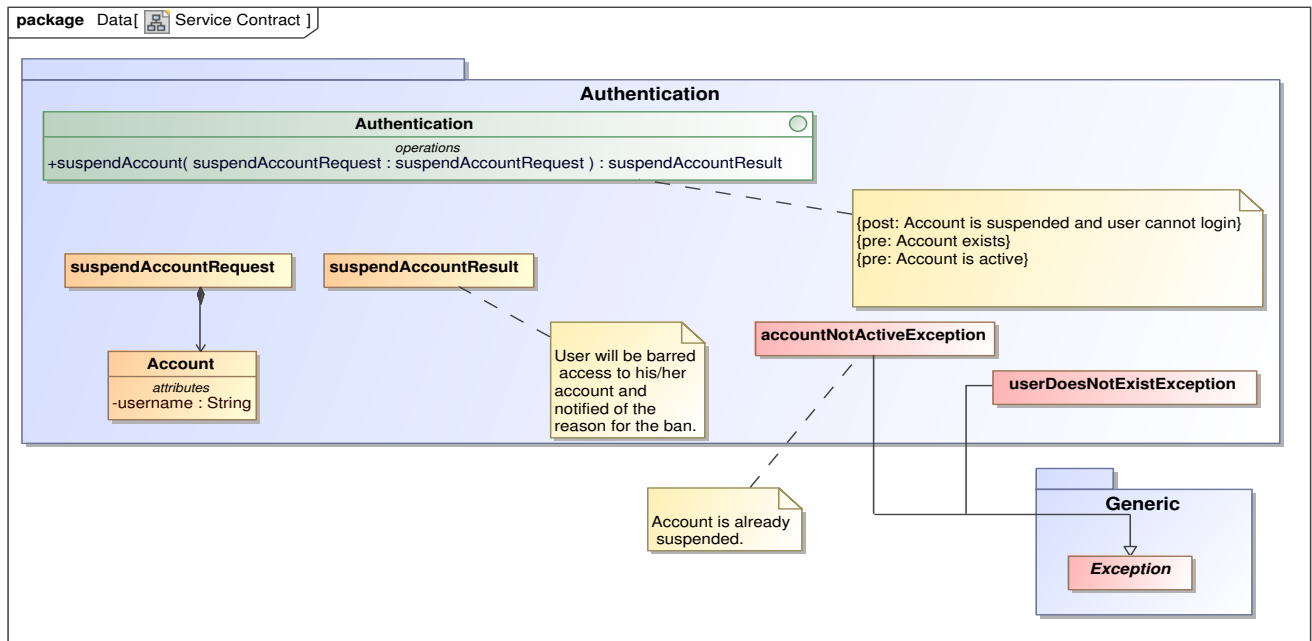 package Data[ Service Contract ]
Authentication
Authentication
operations
+suspendAccount( suspendAccountRequest : suspendAccountRequest ) : suspendAccountResult
{post: Account is suspended and user cannot login}
{pre: Account exists}
{pre: Account is active}
suspendAccountRequest
suspendAccountResult
Account
attributes
-username : String
User will be barred
access to his/her
account and
notified of the
reason for the ban.
accountNotActiveException
userDoesNotExistException
Account is already
suspended.
Generic
Exception